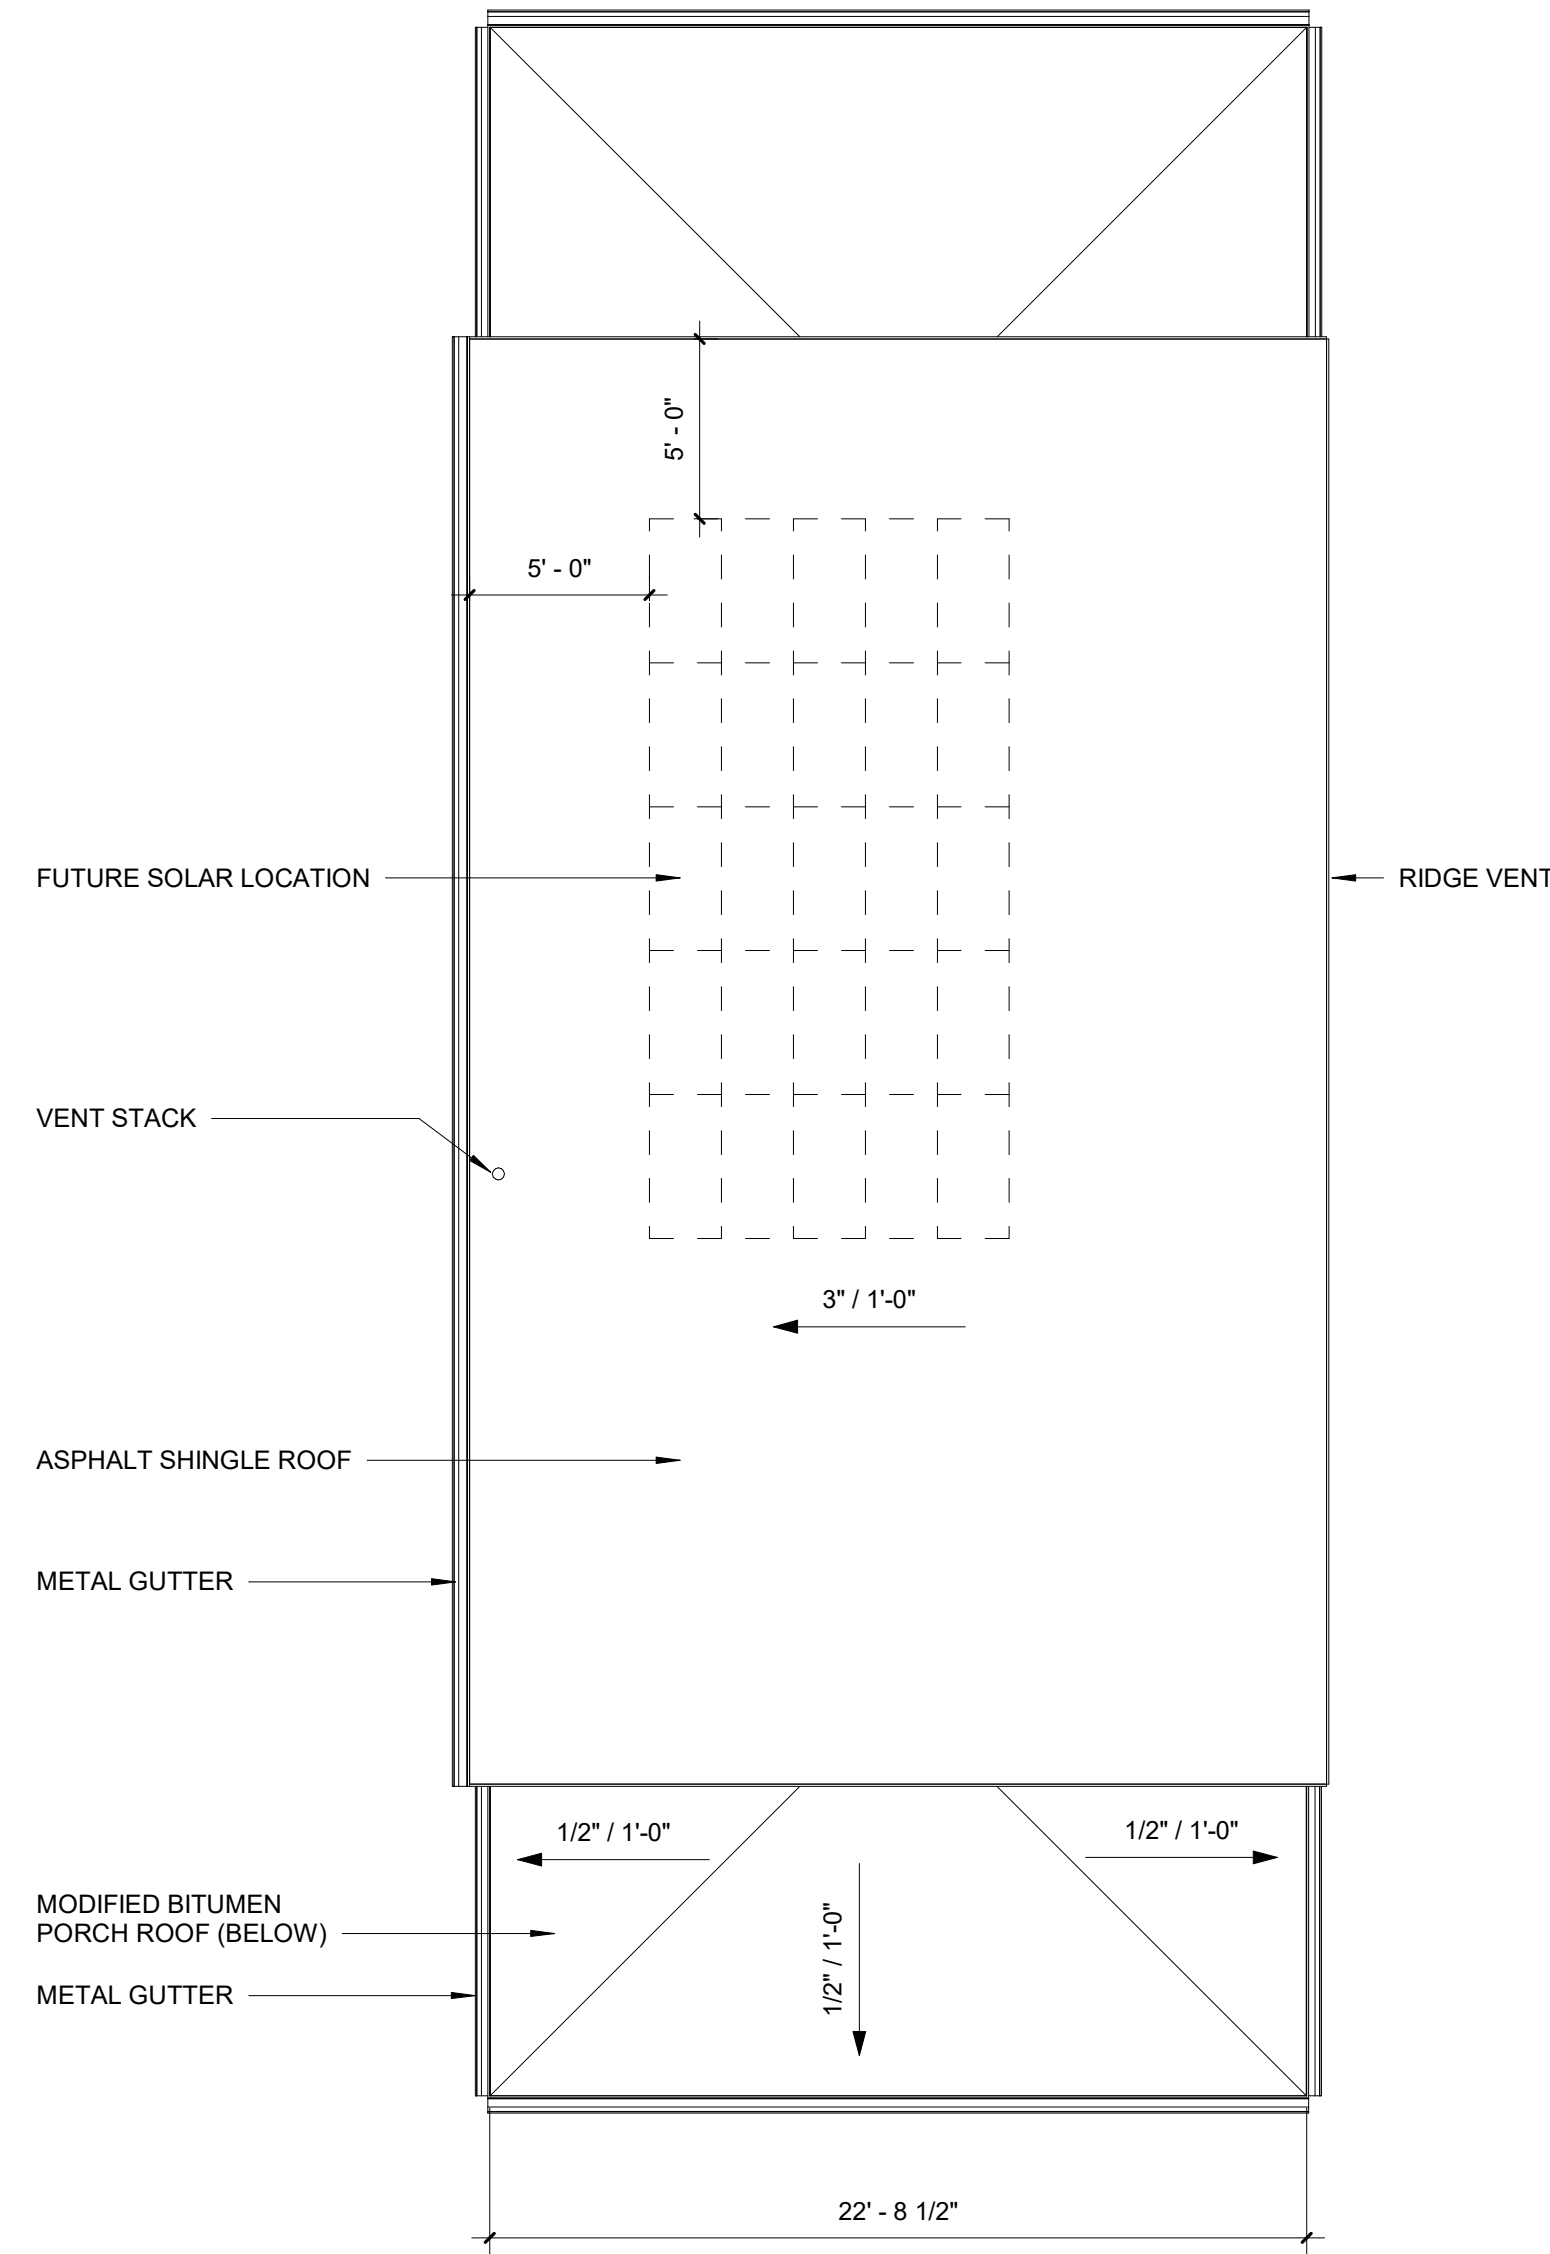 5' - 0"
5' - 0"
FUTURE SOLAR LOCATION
RIDGE VENT
VENT STACK
3" / 1'-0"
ASPHALT SHINGLE ROOF
METAL GUTTER
1/2" / 1'-0"
1/2" / 1'-0"
MODIFIED BITUMEN
PORCH ROOF (BELOW)
1/2" / 1'-0"
METAL GUTTER
22' - 8 1/2"